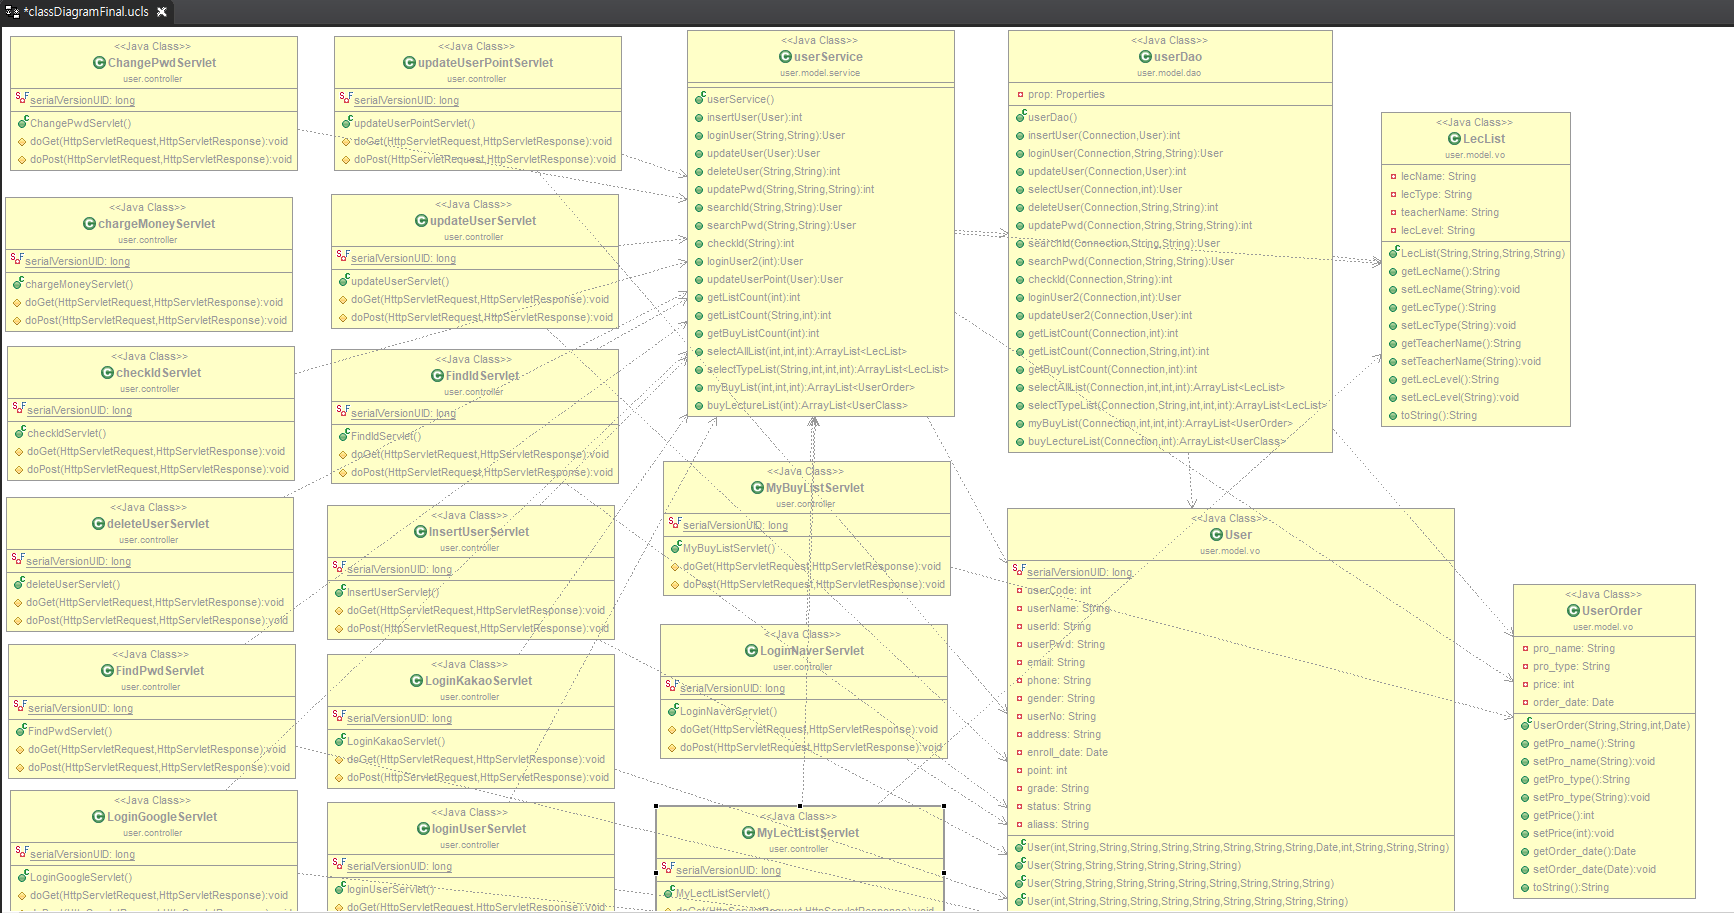 *classDiagramFinal.ucls
<<Java Class>>
ChangePwdServlet
user.controller
serialVersionUID: long
ChangePwdServlet()
doGet(HttpServletRequest,HttpServletResponse):void
doPost(HttpServletRequest,HttpServletResponse):void
<<Java Class>>
chargeMoneyServlet
user.controller
serialVersionUID: long
chargeMoneyServlet()
doGet(HttpServletRequest,HttpServletResponse):void
doPost(HttpServletRequest,HttpServletResponse):void
<<Java Class>>
checkIdServlet
user.controller
serialVersionUID: long
checkIdServlet()
doGet(HttpServletRequest,HttpServletResponse):void
doPost(HttpServletRequest,HttpServletResponse):void
<<Java Class>>
deleteUserServlet
user.controller
serialVersionUID: long
deleteUserServlet()
doGet(HttpServletRequest,HttpServletResponse):void
doPost(HttpServletRequest,HttpServletResponse):void
<<Java Class>>
FindPwdServlet
user.controller
serialVersionUID: long
FindPwdServlet()
doGet(HttpServletRequest,HttpServletResponse):void
doPost(HttpServletRequest,HttpServletResponse):void
<<Java Class>>
LoginGoogleServlet
user.controller
serialVersionUID: long
LoginGoogleServlet()
doGet(HttpServletRequest,HttpServletResponse):void
<<Java Class>>
updateUserPointServlet
user.controller
serialVersionUID: long
updateUserPointServlet()
doGet(HttpServletRequest,HttpServletResponse):void
doPost(HttpServletRequest,HttpServletResponse):void
<<Java Class>>
updateUserServlet
user.controller
serialVersionUID: long
updateUserServlet()
doGet(HttpServletRequest,HttpServletResponse):void
doPost(HttpServletRequest,HttpServletResponse):void
<<Java Class>>
FindIdServlet
user.controller
serialVersionUID: long
FindIdServlet()
doGet(HttpServletRequest,HttpServletResponse):void
doPost(HttpServletRequest,HttpServletResponse):void
<<Java Class>>
InsertUserServlet
user.controller
serialVersionUID: long
InsertUserServlet()
doGet(HttpServletRequest,HttpServletResponse):void
doPost(HttpServletRequest,HttpServletResponse):void
<<Java Class>>
LoginKakaoServlet
user.controller
serialVersionUID: long
LoginKakaoServlet()
doGet(HttpServletRequest,HttpServletResponse):void
doPost(HttpServletRequest,HttpServletResponse):void
<<Java Class>>
loginUserServlet
user.controller
serialVersionUID: long
loginUserServlet()
doGet(HttpServletRequest,HttpServletResponse):void
<<Java Class>>
userService
user.model.service
userService()
insertUser(User):int
loginUser(String,String):User
updateUser(User):User
deleteUser(String,String):int
updatePwd(String,String,String):int
searchId(String,String):User
searchPwd(String,String):User
checkId(String):int
loginUser2(int):User
updateUserPoint(User):User
getListCount(int):int
getListCount(String,int):int
getBuyListCount(int):int
selectAllList(int,int,int):ArrayList<LecList>
selectTypeList(String,int,int,int):ArrayList<LecList>
myBuyList(int,int,int):ArrayList<UserOrder>
buyLectureList(int):ArrayList<UserClass>
<<Java Class>>
MyBuyListServlet
user.controller
serialVersionUID: long
MyBuyListServlet()
doGet(HttpServletRequest,HttpServletResponse):void
doPost(HttpServletRequest,HttpServletResponse):void
<<Java Class>>
LoginNaverServlet
user.controller
serialVersionUID: long
LoginNaverServlet()
doGet(HttpServletRequest,HttpServletResponse):void
doPost(HttpServletRequest,HttpServletResponse):void
<<Java Class>>
MyLectListServlet
user.controller
serialVersionUID: long
MyLectListServlet()
doGet(HttpServletRequest,HttpServletResponse):void
<<Java Class>>
userDao
user.model.dao
prop: Properties
userDao()
insertUser(Connection,User):int
loginUser(Connection,String,String):User
updateUser(Connection,User):int
selectUser(Connection,int):User
deleteUser(Connection,String,String):int
updatePwd(Connection,String,String,String):int
searchId(Connection,String,String):User
searchPwd(Connection,String,String):User
checkId(Connection,String):int
loginUser2(Connection,int):User
updateUser2(Connection,User):int
getListCount(Connection,int):int
getListCount(Connection,String,int):int
getBuyListCount(Connection,int):int
selectAllList(Connection,int,int,int):ArrayList<LecList>
selectTypeList(Connection,String,int,int,int):ArrayList<LecList>
myBuyList(Connection,int,int,int):ArrayList<UserOrder>
buyLectureList(Connection,int):ArrayList<UserClass>
<<Java Class>>
User
user.model.vo
serialVersionUID: long
userCode: int
userName: String
userId: String
userPwd: String
email: String
phone: String
gender: String
userNo: String
address: String
enroll_date: Date
point: int
grade: String
status: String
aliass: String
User(int,String,String,String,String,String,String,String,String,Date,int,String,String,String)
User(String,String,String,String,String,String)
User(String,String,String,String,String,String,String,String,String)
User(int,String,String,String,String,String,String,String,String,String)
<<Java Class>>
LecList
user.model.vo
lecName: String
lecType: String
teacherName: String
lecLevel: String
LecList(String,String,String,String)
getLecName():String
setLecName(String):void
getLecType():String
setLecType(String):void
getTeacherName():String
setTeacherName(String):void
getLecLevel():String
setLecLevel(String):void
toString():String
<<Java Class>>
UserOrder
user.model.vo
pro_name: String
pro_type: String
price: int
order_date: Date
UserOrder(String,String,int,Date)
getPro_name():String
setPro_name(String):void
getPro_type():String
setPro_type(String):void
getPrice():int
setPrice(int):void
getOrder_date():Date
setOrder_date(Date):void
toString():String